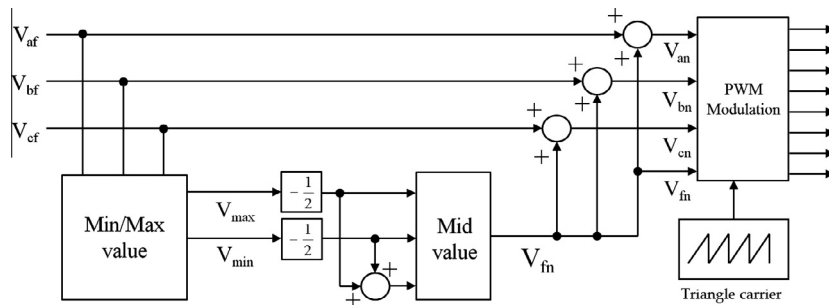 V_af
V_bf
V_cf
+
+
+
+
+
+
V_an
V_bn
V_cn
V_fn
PWM
Modulation
Min/Max
value
V_max
V_min
- 1/2
- 1/2
+
+
Mid
value
V_fn
Triangle carrier